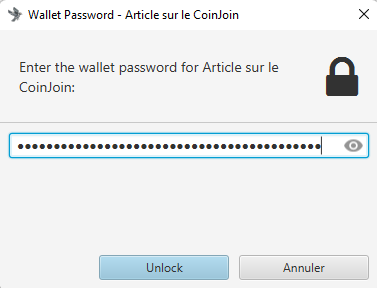 Wallet Password - Article sur le CoinJoin
Enter the wallet password for Article sur le
CoinJoin:
Unlock
Annuler